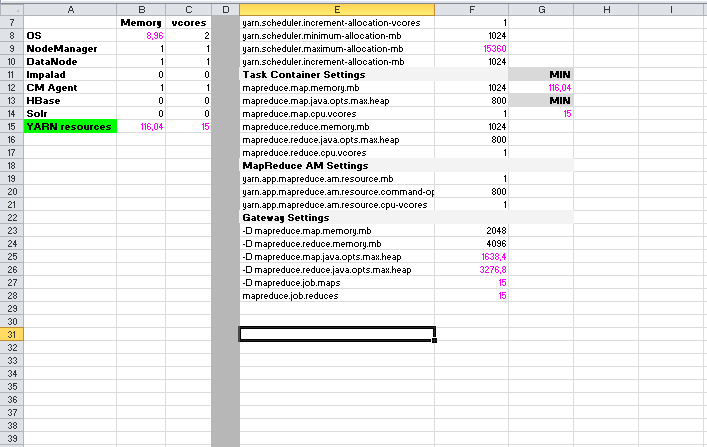 A B C D E F G H I
7 Memory vcores yarn.scheduler.increment-allocation-vcores 1
8 OS 8,96 2 yarn.scheduler.minimum-allocation-mb 1024
9 NodeManager 1 1 yarn.scheduler.maximum-allocation-mb 15360
10 DataNode 1 1 yarn.scheduler.increment-allocation-mb 1024
11 Impalad 0 0 Task Container Settings MIN
12 CM Agent 1 1 mapreduce.map.memory.mb 1024 116,04
13 HBase 0 0 mapreduce.map.java.opts.max.heap 800 MIN
14 Solr 0 0 mapreduce.map.cpu.vcores 1 15
15 YARN resources 116,04 15 mapreduce.reduce.memory.mb 1024
16 mapreduce.reduce.java.opts.max.heap 800
17 mapreduce.reduce.cpu.vcores 1
18 MapReduce AM Settings
19 yarn.app.mapreduce.am.resource.mb 1
20 yarn.app.mapreduce.am.resource.command-op 800
21 yarn.app.mapreduce.am.resource.cpu-vcores 1
22 Gateway Settings
23 -D mapreduce.map.memory.mb 2048
24 -D mapreduce.reduce.memory.mb 4096
25 -D mapreduce.map.java.opts.max.heap 1638,4
26 -D mapreduce.reduce.java.opts.max.heap 3276,8
27 -D mapreduce.job.maps 15
28 mapreduce.job.reduces 15
29
30
31
32
33
34
35
36
37
38
39